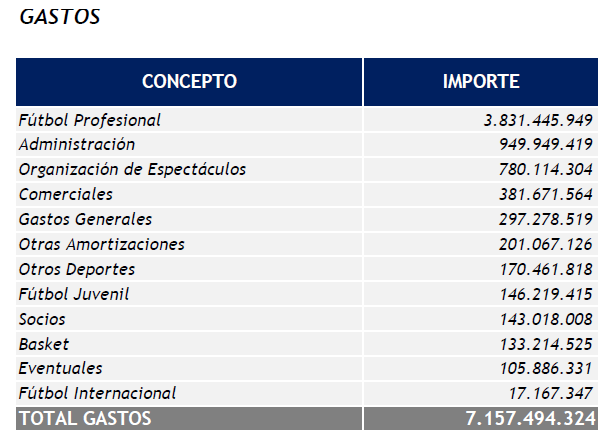 GASTOS
CONCEPTO IMPORTE
Fútbol Profesional 3.831.445.949
Administración 949.949.419
Organización de Espectáculos 780.114.304
Comerciales 381.671.564
Gastos Generales 297.278.519
Otras Amortizaciones 201.067.126
Otros Deportes 170.461.818
Fútbol Juvenil 146.219.415
Socios 143.018.008
Basket 133.214.525
Eventuales 105.886.331
Fútbol Internacional 17.167.347
TOTAL GASTOS 7.157.494.324